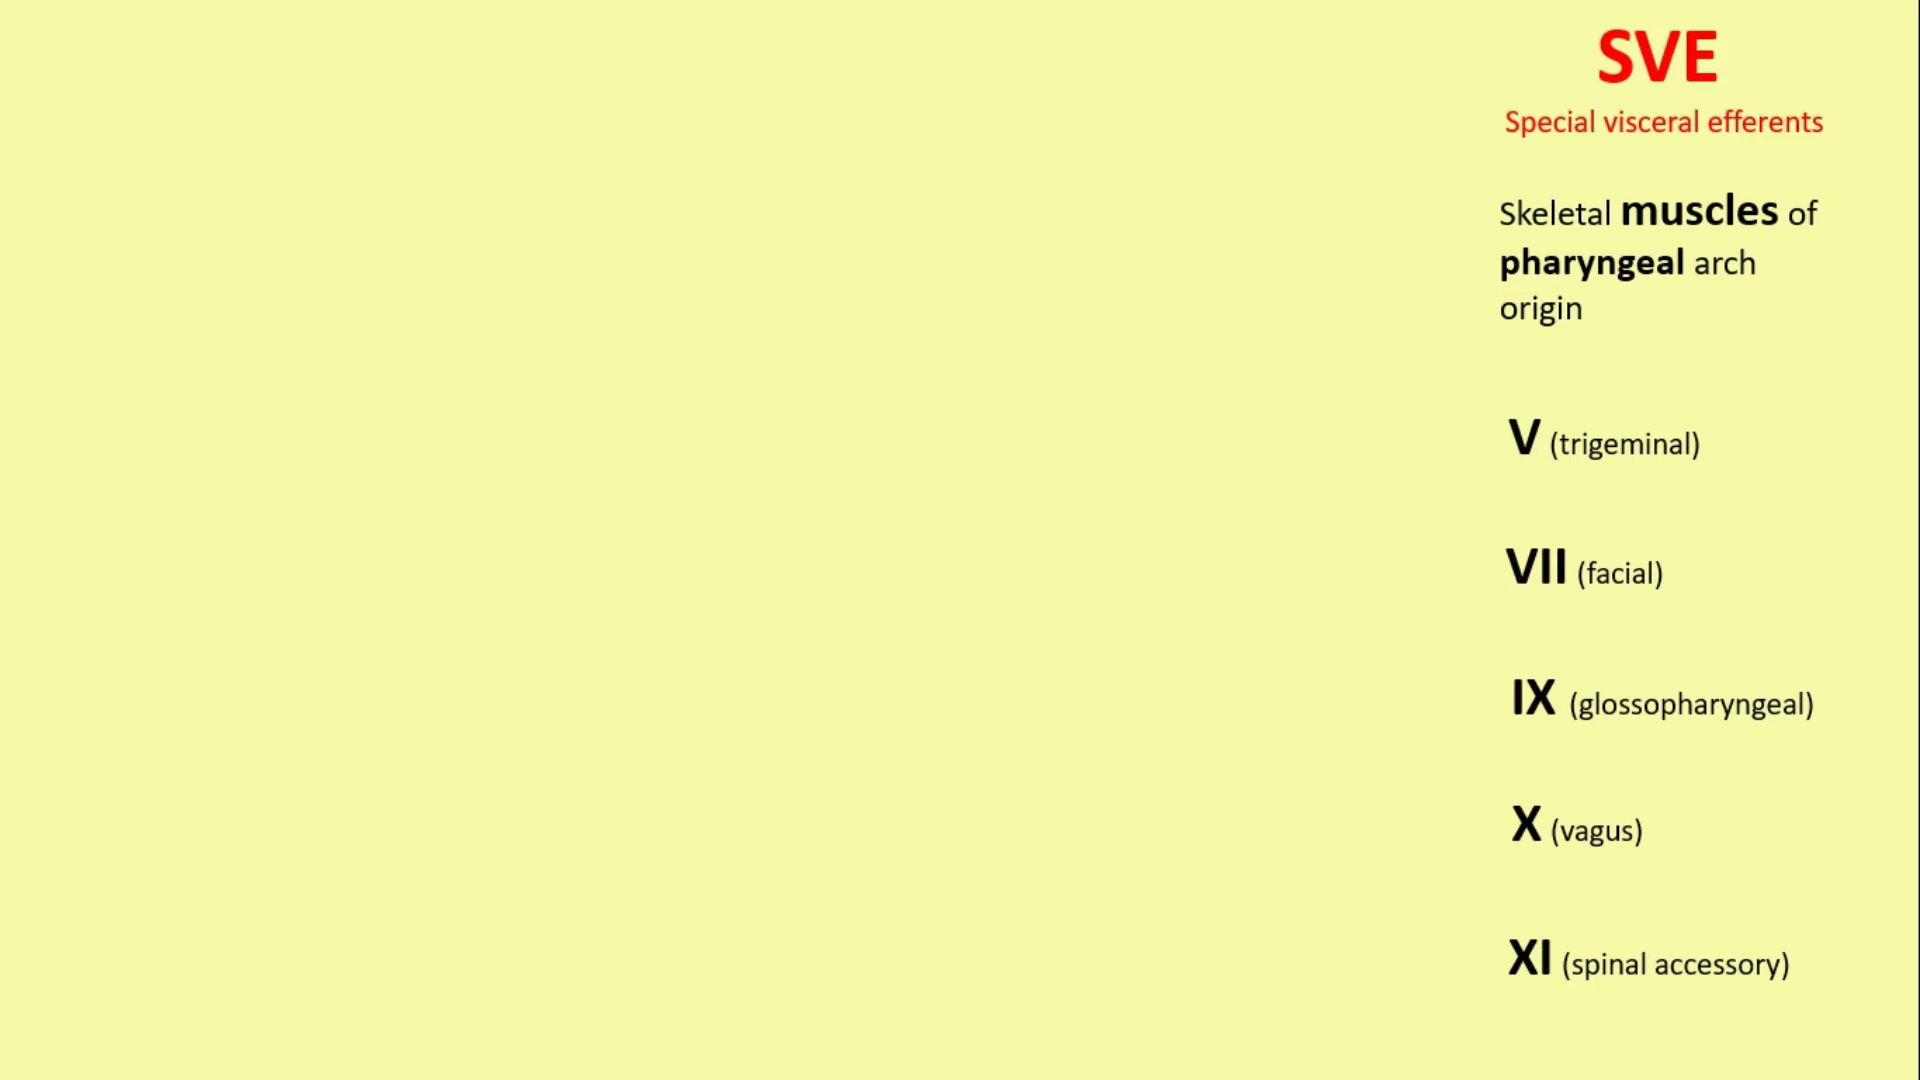 SVE
Special visceral efferents
Skeletal muscles of
pharyngeal arch
origin
V (trigeminal)
VII (facial)
IX (glossopharyngeal)
X (vagus)
XI (spinal accessory)